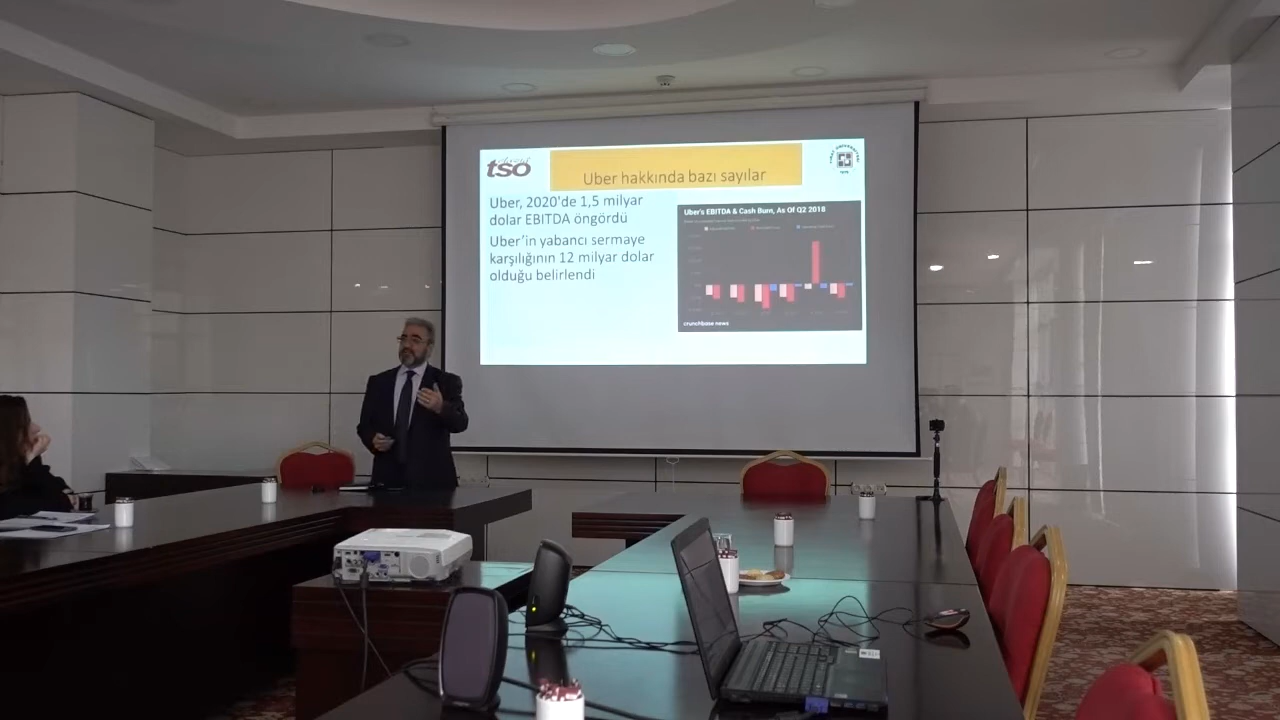 tso
Uber hakkında bazı sayılar
Uber, 2020'de 1,5 milyar
dolar EBITDA öngördü
Uber'in yabancı sermaye
karşılığının 12 milyar dolar
olduğu belirlendi
Uber's EBITDA & Cash Burn, As Of Q2 2018
crunchbase news